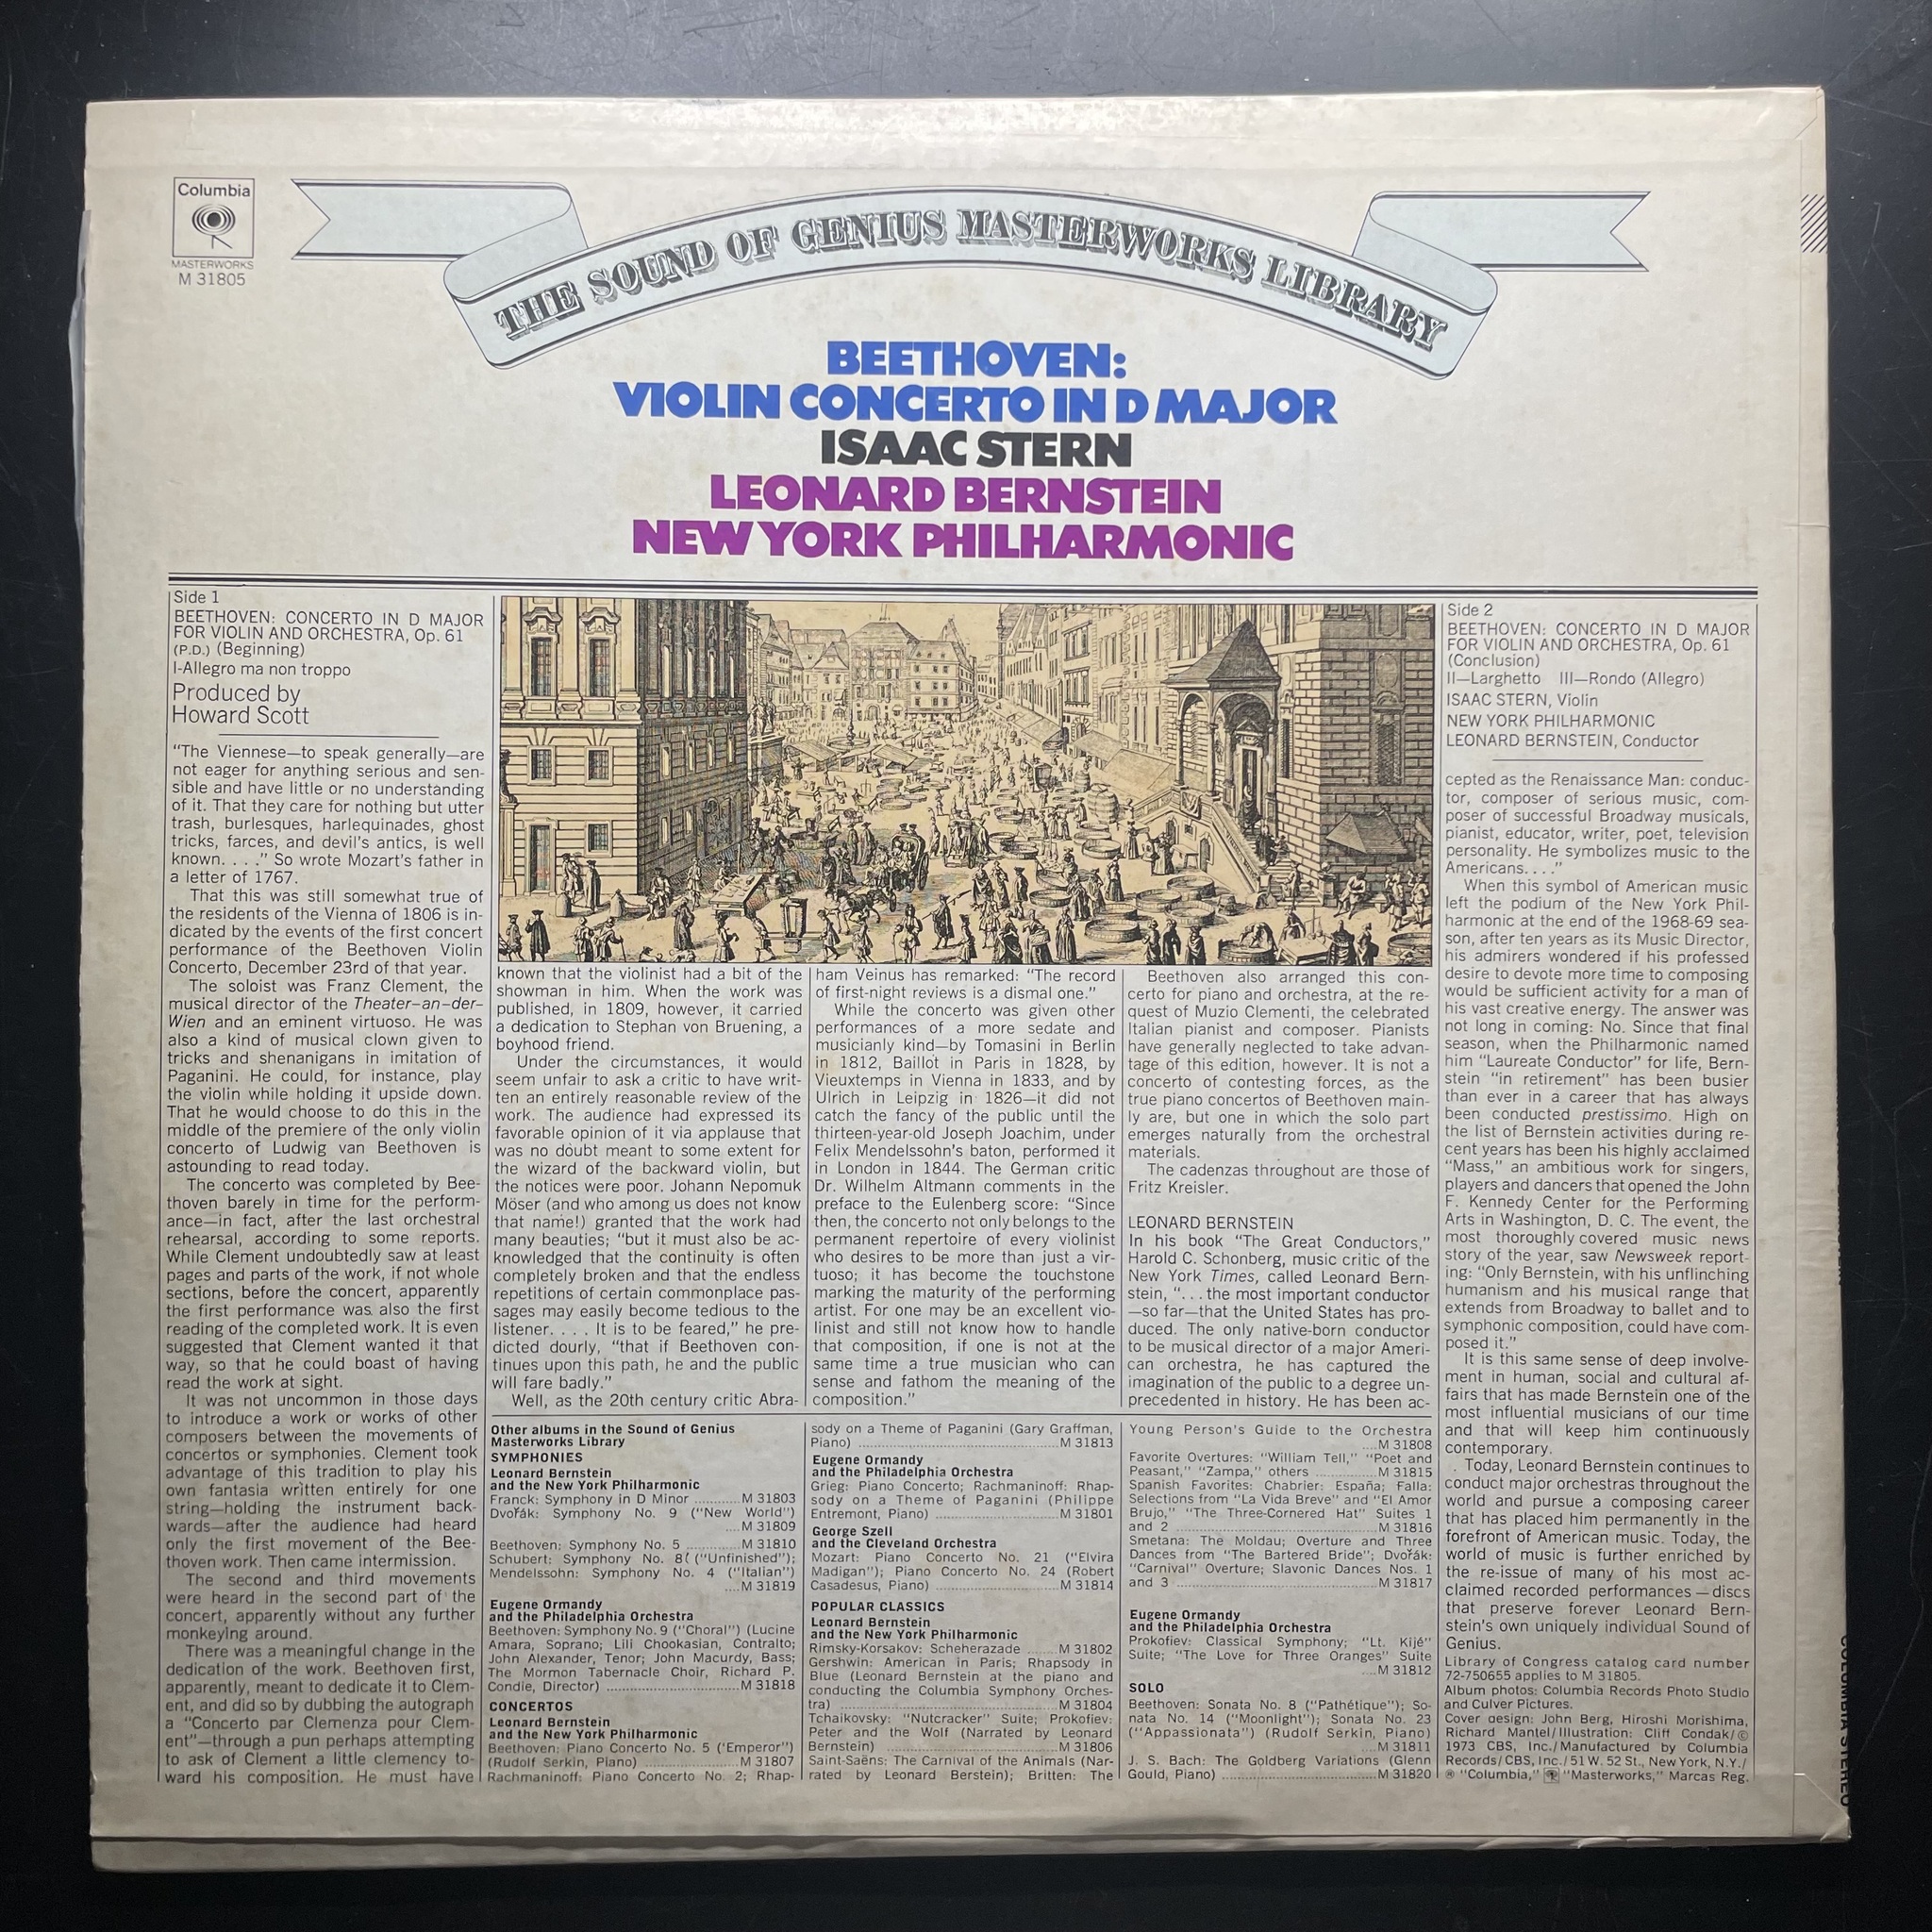 Columbia
MASTERWORKS
M 31805
THE SOUND OF GENIUS MASTERWORKS LIBRARY
BEETHOVEN:
VIOLIN CONCERTO IN D MAJOR
ISAAC STERN
LEONARD BERNSTEIN
NEW YORK PHILHARMONIC
Side 1
BEETHOVEN: CONCERTO IN D MAJOR
FOR VIOLIN AND ORCHESTRA, Op. 61
(P.D.) (Beginning)
I-Allegro ma non troppo
Produced by
Howard Scott
“The Viennese—to speak generally—are
not eager for anything serious and sen-
sible and have little or no understanding
of it. That they care for nothing but utter
trash, burlesques, harlequinades, ghost
tricks, farces, and devil's antics, is well
known. . . .” So wrote Mozart's father in
a letter of 1767.
That this was still somewhat true of
the residents of the Vienna of 1806 is in-
dicated by the events of the first concert
performance of the Beethoven Violin
Concerto, December 23rd of that year.
The soloist was Franz Clement, the
musical director of the Theater-an-der-
Wien and an eminent virtuoso. He was
also a kind of musical clown given to
tricks and shenanigans in imitation of
Paganini. He could, for instance, play
the violin while holding it upside down.
That he would choose to do this in the
middle of the premiere of the only violin
concerto of Ludwig van Beethoven is
astounding to read today.
The concerto was completed by Bee-
thoven barely in time for the perform-
ance—in fact, after the last orchestral
rehearsal, according to some reports.
While Clement undoubtedly saw at least
pages and parts of the work, if not whole
sections, before the concert, apparently
the first performance was also the first
reading of the completed work. It is even
suggested that Clement wanted it that
way, so that he could boast of having
read the work at sight.
It was not uncommon in those days
to introduce a work or works of other
composers between the movements of
concertos or symphonies. Clement took
advantage of this tradition to play his
own fantasia written entirely for one
string—holding the instrument back-
wards—after the audience had heard
only the first movement of the Bee-
thoven work. Then came intermission.
The second and third movements
were heard in the second part of the
concert, apparently without any further
monkeying around.
There was a meaningful change in the
dedication of the work. Beethoven first,
apparently, meant to dedicate it to Clem-
ent, and did so by dubbing the autograph
a “Concerto par Clemenza pour Clem-
ent”—through a pun perhaps attempting
to ask of Clement a little clemency to-
ward his composition. He must have
known that the violinist had a bit of the
showman in him. When the work was
published, in 1809, however, it carried
a dedication to Stephan von Bruening, a
boyhood friend.
Under the circumstances, it would
seem unfair to ask a critic to have writ-
ten an entirely reasonable review of the
work. The audience had expressed its
favorable opinion of it via applause that
was no doubt meant to some extent for
the wizard of the backward violin, but
the notices were poor. Johann Nepomuk
Möser (and who among us does not know
that name!) granted that the work had
many beauties; “but it must also be ac-
knowledged that the continuity is often
completely broken and that the endless
repetitions of certain commonplace pas-
sages may easily become tedious to the
listener. . . . It is to be feared,” he pre-
dicted dourly, “that if Beethoven con-
tinues upon this path, he and the public
will fare badly.”
Well, as the 20th century critic Abra-
ham Veinus has remarked: “The record
of first-night reviews is a dismal one.”
While the concerto was given other
performances of a more sedate and
musicianly kind—by Tomasini in Berlin
in 1812, Baillot in Paris in 1828, by
Vieuxtemps in Vienna in 1833, and by
Ulrich in Leipzig in 1826—it did not
catch the fancy of the public until the
thirteen-year-old Joseph Joachim, under
Felix Mendelssohn's baton, performed it
in London in 1844. The German critic
Dr. Wilhelm Altmann comments in the
preface to the Eulenberg score: “Since
then, the concerto not only belongs to the
permanent repertoire of every violinist
who desires to be more than just a vir-
tuoso; it has become the touchstone
marking the maturity of the performing
artist. For one may be an excellent vio-
linist and still not know how to handle
that composition, if one is not at the
same time a true musician who can
sense and fathom the meaning of the
composition.”
Beethoven also arranged this con-
certo for piano and orchestra, at the re-
quest of Muzio Clementi, the celebrated
Italian pianist and composer. Pianists
have generally neglected to take advan-
tage of this edition, however. It is not a
concerto of contesting forces, as the
true piano concertos of Beethoven main-
ly are, but one in which the solo part
emerges naturally from the orchestral
materials.
The cadenzas throughout are those of
Fritz Kreisler.
LEONARD BERNSTEIN
In his book “The Great Conductors,”
Harold C. Schonberg, music critic of the
New York Times, called Leonard Bern-
stein, “. . . the most important conductor
—so far—that the United States has pro-
duced. The only native-born conductor
to be musical director of a major Ameri-
can orchestra, he has captured the
imagination of the public to a degree un-
precedented in history. He has been ac-
Side 2
BEETHOVEN: CONCERTO IN D MAJOR
FOR VIOLIN AND ORCHESTRA, Op. 61
(Conclusion)
II—Larghetto III—Rondo (Allegro)
ISAAC STERN, Violin
NEW YORK PHILHARMONIC
LEONARD BERNSTEIN, Conductor
cepted as the Renaissance Man: conduc-
tor, composer of serious music, com-
poser of successful Broadway musicals,
pianist, educator, writer, poet, television
personality. He symbolizes music to the
Americans. . . .”
When this symbol of American music
left the podium of the New York Phil-
harmonic at the end of the 1968-69 sea-
son, after ten years as its Music Director,
his admirers wondered if his professed
desire to devote more time to composing
would be sufficient activity for a man of
his vast creative energy. The answer was
not long in coming: No. Since that final
season, when the Philharmonic named
him “Laureate Conductor” for life, Bern-
stein “in retirement” has been busier
than ever in a career that has always
been conducted prestissimo. High on
the list of Bernstein activities during re-
cent years has been his highly acclaimed
“Mass,” an ambitious work for singers,
players and dancers that opened the John
F. Kennedy Center for the Performing
Arts in Washington, D. C. The event, the
most thoroughly covered music news
story of the year, saw Newsweek report-
ing: “Only Bernstein, with his unflinching
humanism and his musical range that
extends from Broadway to ballet and to
symphonic composition, could have com-
posed it.”
It is this same sense of deep involve-
ment in human, social and cultural af-
fairs that has made Bernstein one of the
most influential musicians of our time
and that will keep him continuously
contemporary.
Today, Leonard Bernstein continues to
conduct major orchestras throughout the
world and pursue a composing career
that has placed him permanently in the
forefront of American music. Today, the
world of music is further enriched by
the re-issue of many of his most ac-
claimed recorded performances—discs
that preserve forever Leonard Bern-
stein's own uniquely individual Sound of
Genius.
Library of Congress catalog card number
72-750655 applies to M 31805.
Album photos: Columbia Records Photo Studio
and Culver Pictures.
Cover design: John Berg, Hiroshi Morishima,
Richard Mantel/Illustration: Cliff Condak/©
1973 CBS, Inc./Manufactured by Columbia
Records/CBS, Inc./51 W. 52 St., New York, N.Y./
® “Columbia,” “Masterworks,” Marcas Reg.
Other albums in the Sound of Genius
Masterworks Library
SYMPHONIES
Leonard Bernstein
and the New York Philharmonic
Franck: Symphony in D Minor ........... M 31803
Dvořák: Symphony No. 9 (“New World”)
.... M 31809
Beethoven: Symphony No. 5 ............. M 31810
Schubert: Symphony No. 8 (“Unfinished”);
Mendelssohn: Symphony No. 4 (“Italian”)
.... M 31819
Eugene Ormandy
and the Philadelphia Orchestra
Beethoven: Symphony No. 9 (“Choral”) (Lucine
Amara, Soprano; Lili Chookasian, Contralto;
John Alexander, Tenor; John Macurdy, Bass;
The Mormon Tabernacle Choir, Richard P.
Condie, Director) ............................... M 31818
CONCERTOS
Leonard Bernstein
and the New York Philharmonic
Beethoven: Piano Concerto No. 5 (‘Emperor”)
(Rudolf Serkin, Piano) ........................ M 31807
Rachmaninoff: Piano Concerto No. 2; Rhap-
sody on a Theme of Paganini (Gary Graffman,
Piano) ............................................. M 31813
Eugene Ormandy
and the Philadelphia Orchestra
Grieg: Piano Concerto; Rachmaninoff: Rhap-
sody on a Theme of Paganini (Philippe
Entremont, Piano) .............................. M 31801
George Szell
and the Cleveland Orchestra
Mozart: Piano Concerto No. 21 (“Elvira
Madigan”); Piano Concerto No. 24 (Robert
Casadesus, Piano) .............................. M 31814
POPULAR CLASSICS
Leonard Bernstein
and the New York Philharmonic
Rimsky-Korsakov: Scheherazade ....... M 31802
Gershwin: American in Paris; Rhapsody in
Blue (Leonard Bernstein at the piano and
conducting the Columbia Symphony Orches-
tra) ................................................. M 31804
Tchaikovsky: “Nutcracker” Suite; Prokofiev:
Peter and the Wolf (Narrated by Leonard
Bernstein) ........................................ M 31806
Saint-Saëns: The Carnival of the Animals (Nar-
rated by Leonard Berstein); Britten: The
Young Person's Guide to the Orchestra
.... M 31808
Favorite Overtures: “William Tell,” “Poet and
Peasant,” “Zampa,” others ............... M 31815
Spanish Favorites: Chabrier: España; Falla:
Selections from “La Vida Breve” and “El Amor
Brujo,” “The Three-Cornered Hat” Suites 1
and 2 ............................................... M 31816
Smetana: The Moldau; Overture and Three
Dances from “The Bartered Bride”; Dvořák:
“Carnival” Overture; Slavonic Dances Nos. 1
and 3 ............................................... M 31817
Eugene Ormandy
and the Philadelphia Orchestra
Prokofiev: Classical Symphony; “Lt. Kijé”
Suite; “The Love for Three Oranges” Suite
.... M 31812
SOLO
Beethoven: Sonata No. 8 (“Pathétique”); So-
nata No. 14 (“Moonlight”); Sonata No. 23
(“Appassionata”) (Rudolf Serkin, Piano)
.... M 31811
J. S. Bach: The Goldberg Variations (Glenn
Gould, Piano) .................................... M 31820
COLUMBIA STEREO